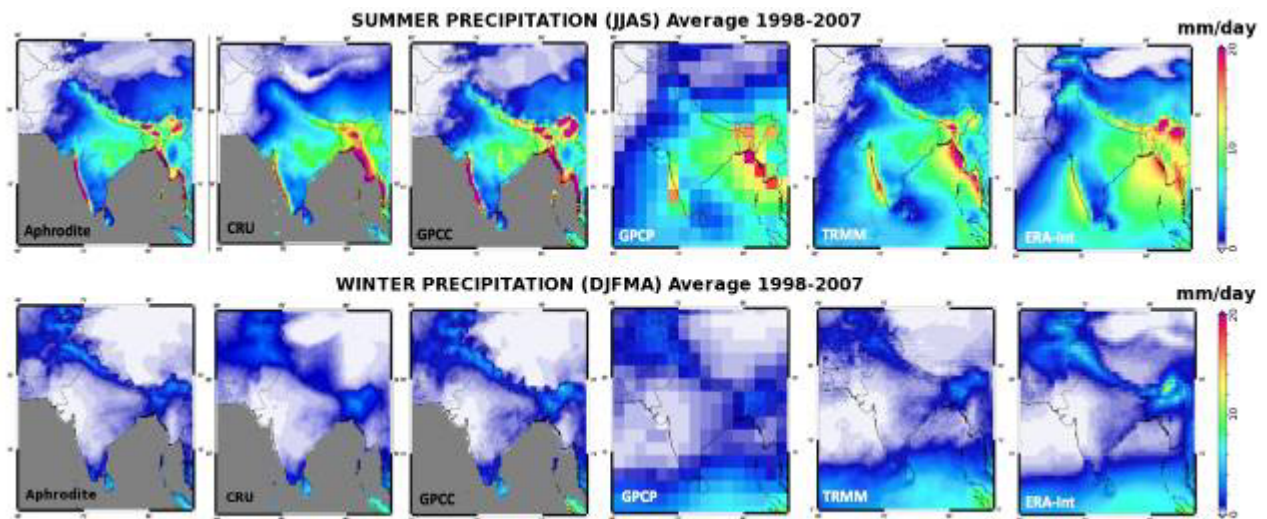 SUMMER PRECIPITATION (JJAS) Average 1998-2007
mm/day
20
10
0
Aphrodite
CRU
GPCC
GPCP
TRMM
ERA-Int
WINTER PRECIPITATION (DJFMA) Average 1998-2007
mm/day
20
10
0
Aphrodite
CRU
GPCC
GPCP
TRMM
ERA-Int